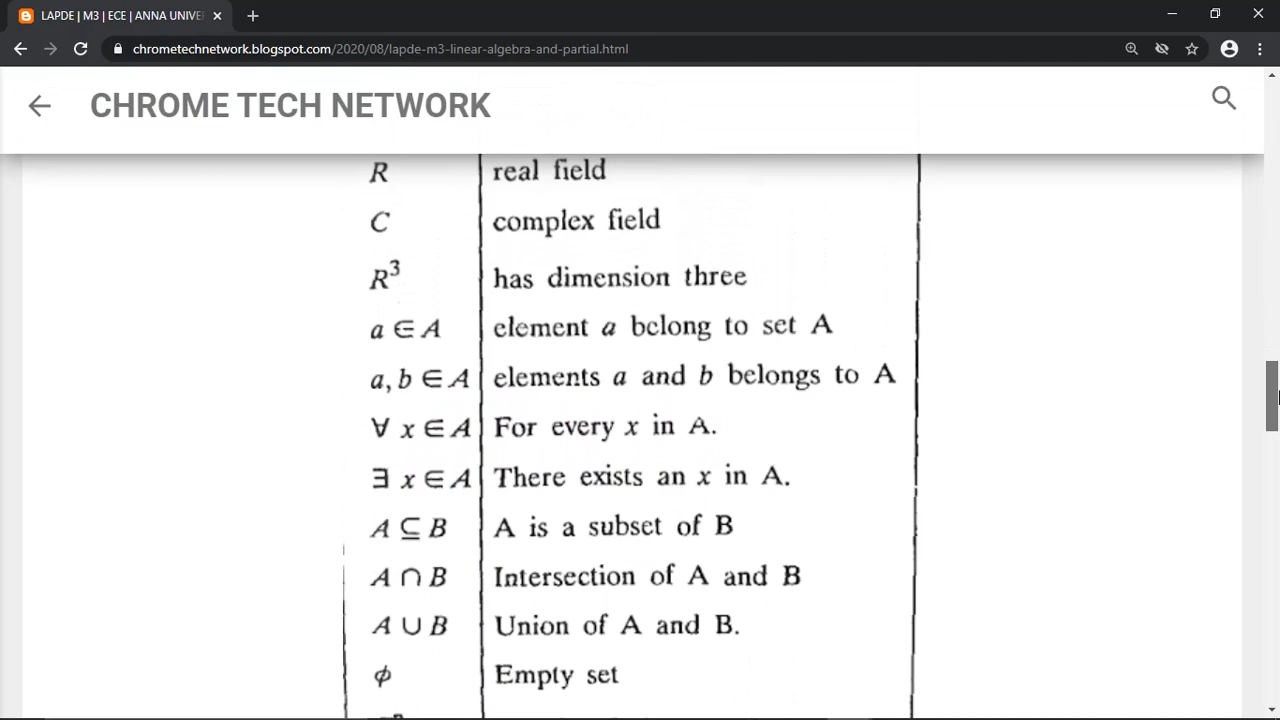 LAPDE | M3 | ECE | ANNA UNIVE
chrometechnetwork.blogspot.com/2020/08/lapde-m3-linear-algebra-and-partial.html
CHROME TECH NETWORK
R real field
C complex field
R³ has dimension three
a ∈ A element a belong to set A
a, b ∈ A elements a and b belongs to A
∀ x ∈ A For every x in A.
∃ x ∈ A There exists an x in A.
A ⊆ B A is a subset of B
A ∩ B Intersection of A and B
A ∪ B Union of A and B.
ϕ Empty set